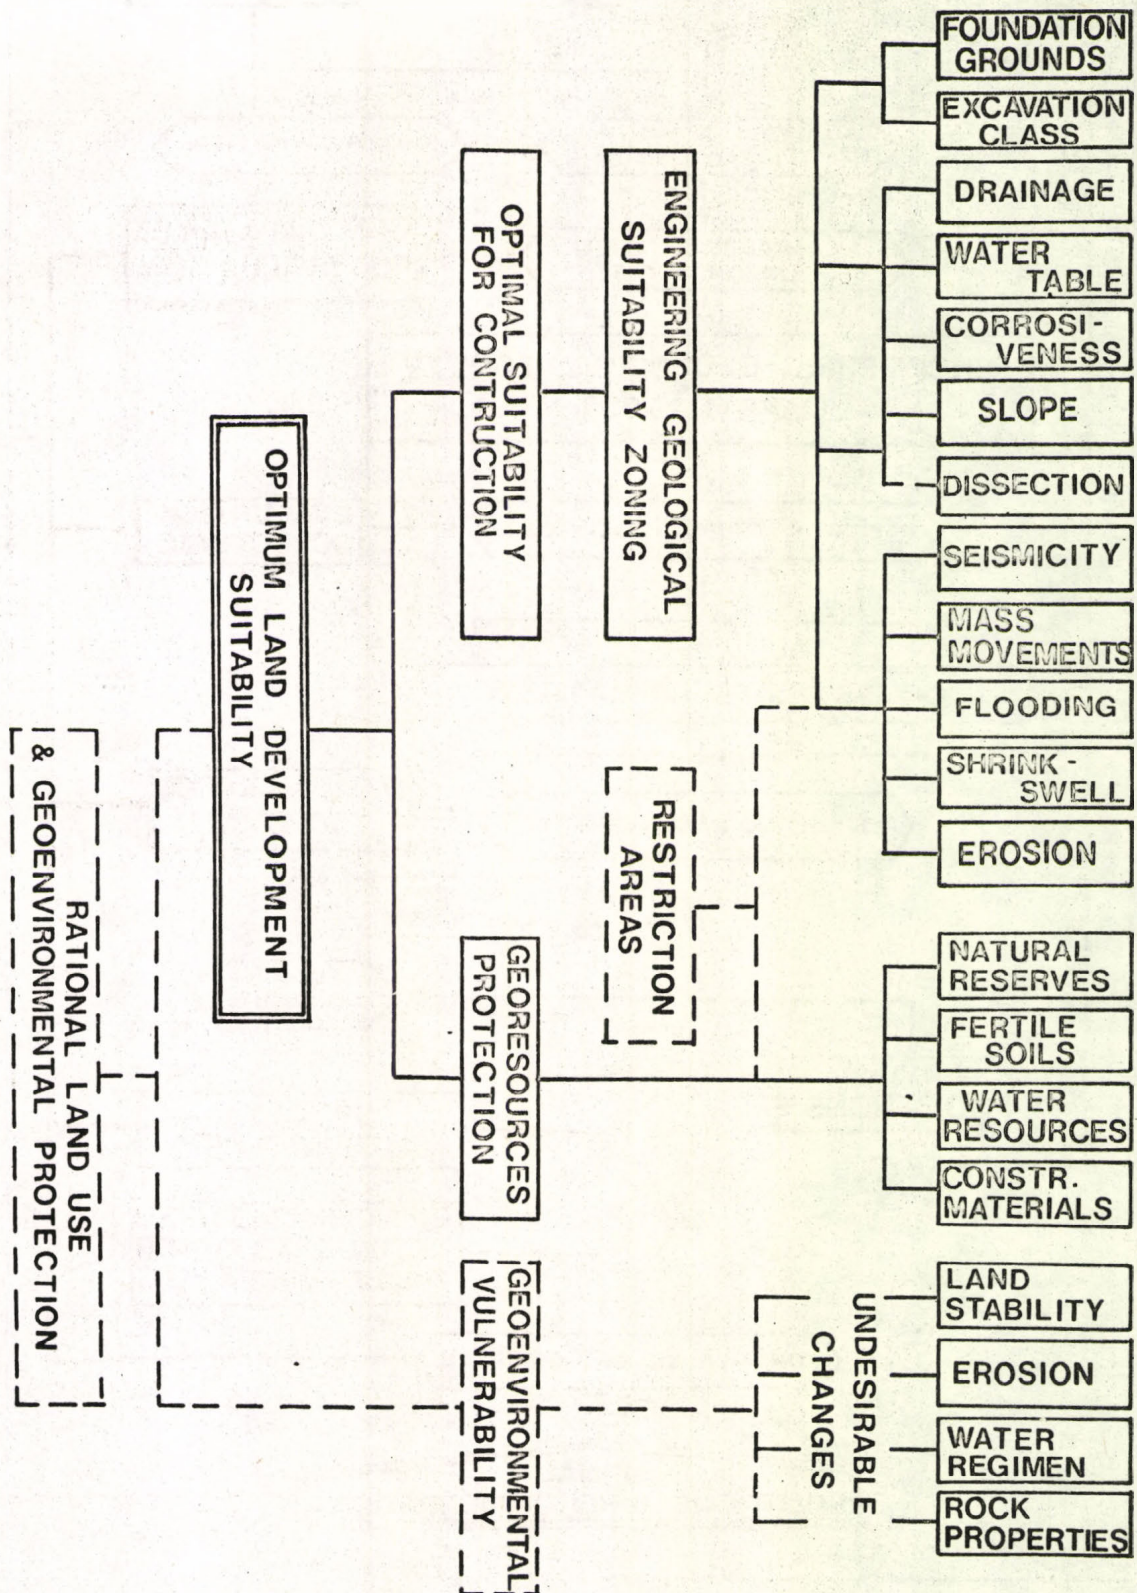 FOUNDATION
GROUNDS
EXCAVATION
CLASS
DRAINAGE
WATER
TABLE
CORROSI-
VENESS
SLOPE
DISSECTION
SEISMICITY
MASS
MOVEMENTS
FLOODING
SHRINK-
SWELL
EROSION
NATURAL
RESERVES
FERTILE
SOILS
WATER
RESOURCES
CONSTR.
MATERIALS
LAND
STABILITY
EROSION
WATER
REGIMEN
ROCK
PROPERTIES
UNDESIRABLE
CHANGES
ENGINEERING GEOLOGICAL
SUITABILITY ZONING
RESTRICTION
AREAS
OPTIMAL SUITABILITY
FOR CONTRUCTION
GEORESOURCES
PROTECTION
GEOENVIRONMENTAL
VULNERABILITY
OPTIMUM LAND DEVELOPMENT
SUITABILITY
RATIONAL LAND USE
& GEOENVIRONMENTAL PROTECTION